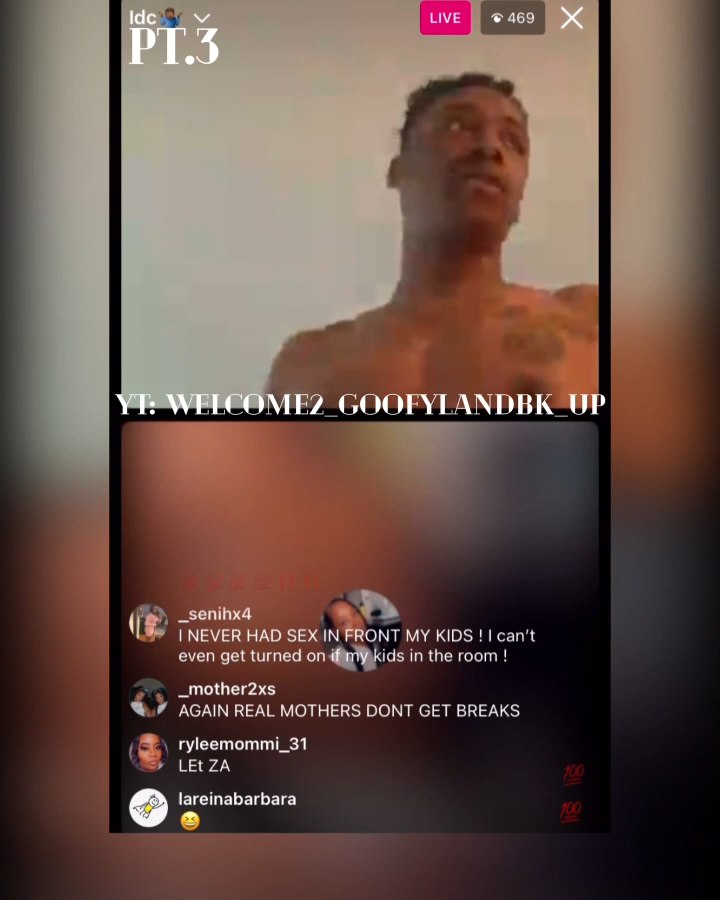 ldc🤷🏾‍♂️
LIVE
469
PT.3
YT: WELCOME2_GOOFYLANDBK_UP
_senihx4
I NEVER HAD SEX IN FRONT MY KIDS ! I can’t
even get turned on if my kids in the room !
_mother2xs
AGAIN REAL MOTHERS DONT GET BREAKS
ryleemommi_31
LEt ZA
💯
lareinabarbara
😆
💯